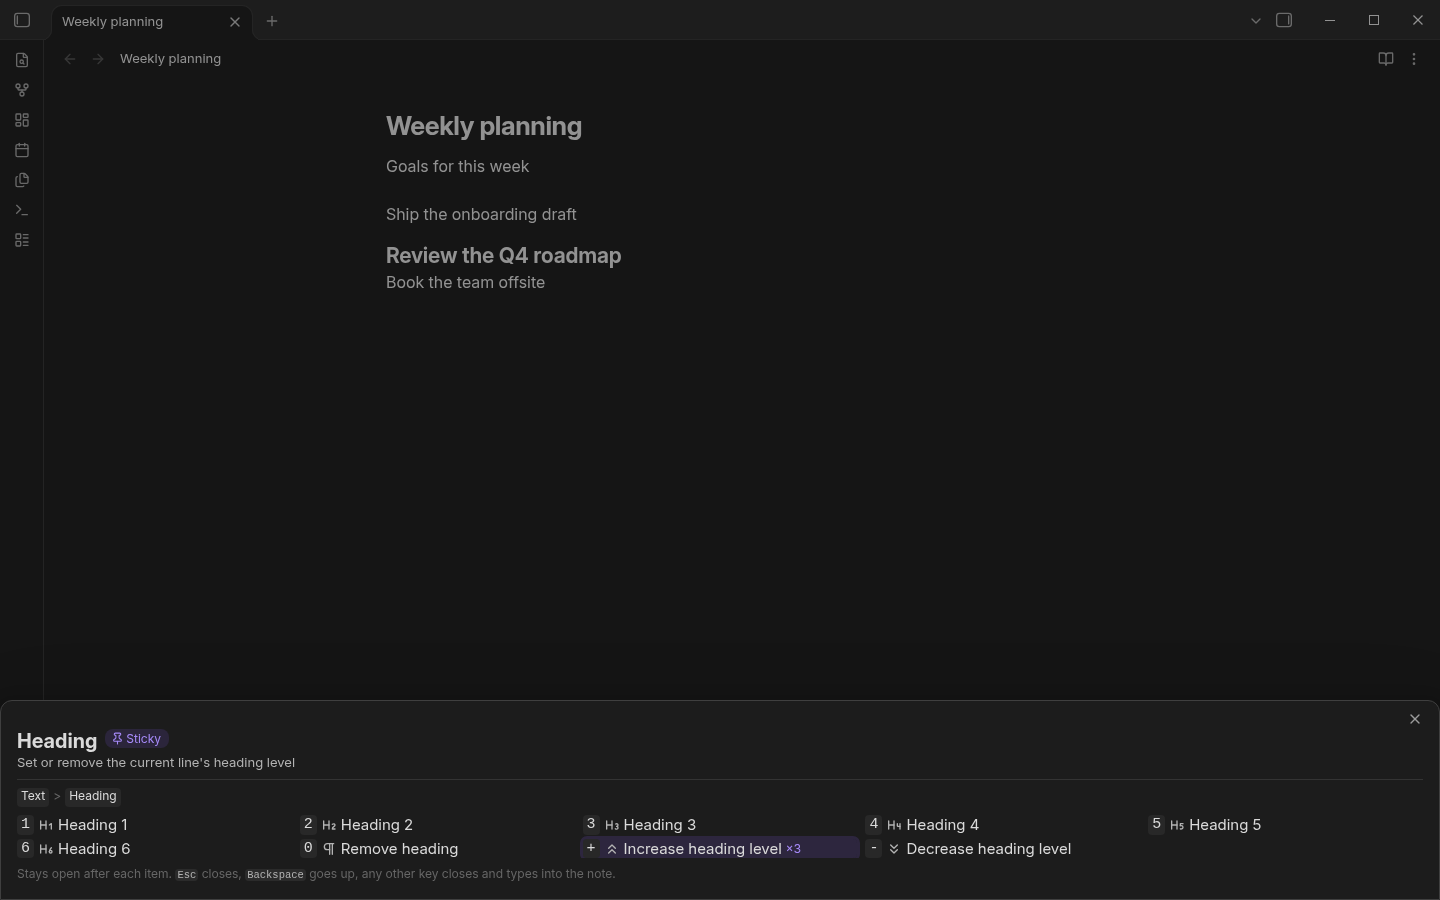 Weekly planning
Weekly planning
Weekly planning
Goals for this week
Ship the onboarding draft
Review the Q4 roadmap
Book the team offsite
Heading Sticky
Set or remove the current line's heading level
Text > Heading
1 H1 Heading 1 2 H2 Heading 2 3 H3 Heading 3 4 H4 Heading 4 5 H5 Heading 5
6 H6 Heading 6 0 ¶ Remove heading + Increase heading level ×3 - Decrease heading level
Stays open after each item. Esc closes, Backspace goes up, any other key closes and types into the note.